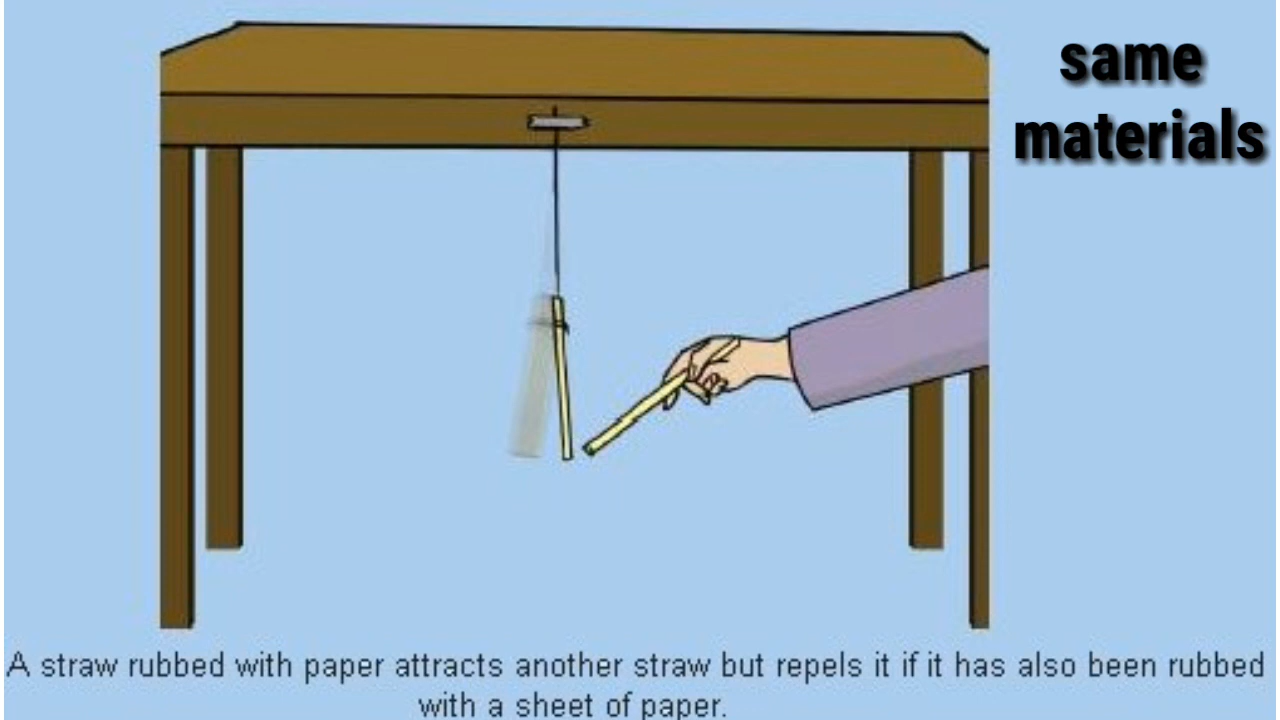 same
materials
A straw rubbed with paper attracts another straw but repels it if it has also been rubbed
with a sheet of paper.